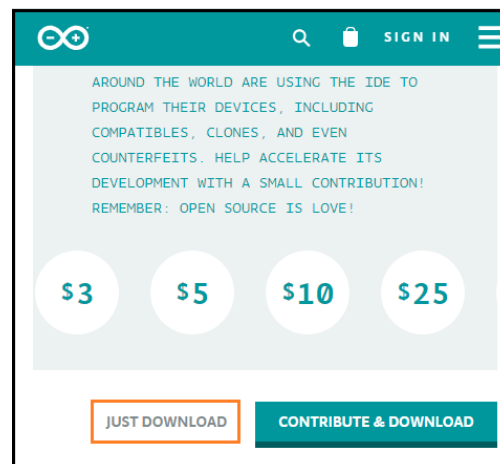 SIGN IN
AROUND THE WORLD ARE USING THE IDE TO
PROGRAM THEIR DEVICES, INCLUDING
COMPATIBLES, CLONES, AND EVEN
COUNTERFEITS. HELP ACCELERATE ITS
DEVELOPMENT WITH A SMALL CONTRIBUTION!
REMEMBER: OPEN SOURCE IS LOVE!
$3 $5 $10 $25
JUST DOWNLOAD CONTRIBUTE & DOWNLOAD